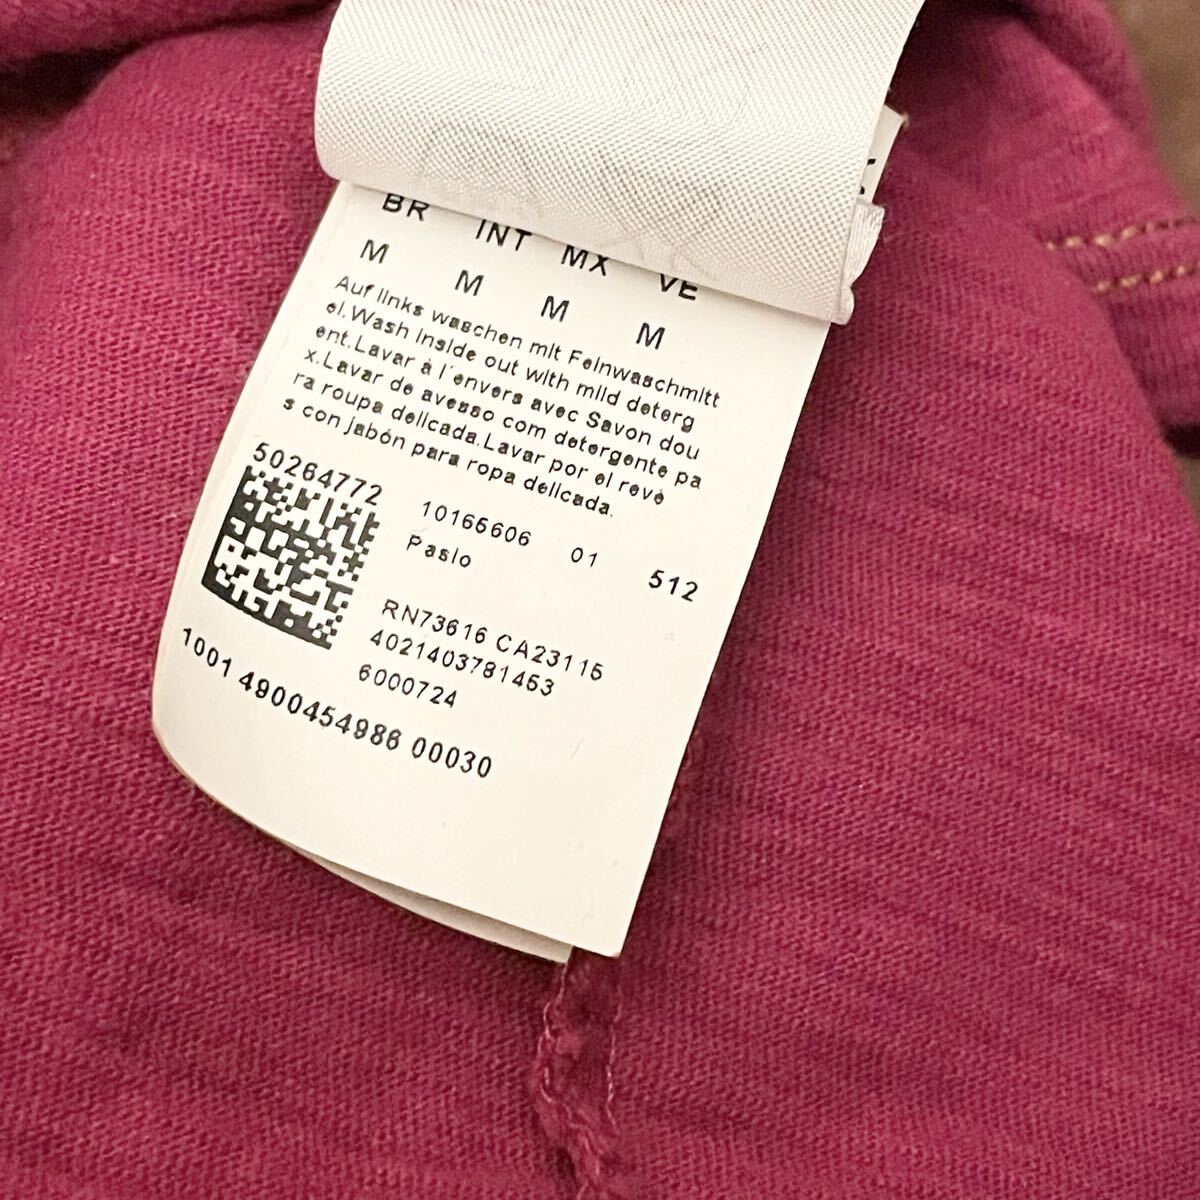 BR INT MX VE
M M M M
Auf links waschen mit Feinwaschmitt
el.Wash inside out with mild deterg
ent.Lavar à l'envers avec Savon dou
x.Lavar de avesso com detergente pa
ra roupa delicada.Lavar por el revé
s con jabón para ropa delicada.
50264772
10165606 01 512
Paslo
RN73616 CA23115
4021403781453
6000724
1001 4900454986 00030